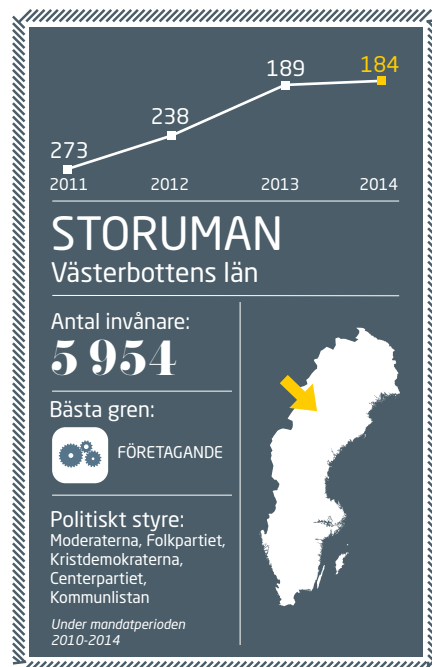 273
238
189
184
2011
2012
2013
2014
STORUMAN
Västerbottens län
Antal invånare:
5 954
Bästa gren:
FÖRETAGANDE
Politiskt styre:
Moderaterna, Folkpartiet,
Kristdemokraterna,
Centerpartiet,
Kommunlistan
Under mandatperioden
2010-2014